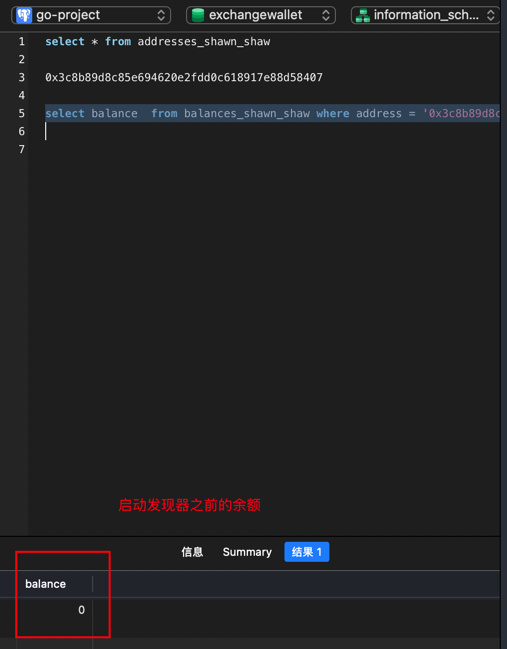 go-project exchangewallet information_sch...
1 select * from addresses_shawn_shaw
2
3 0x3c8b89d8c85e694620e2fdd0c618917e88d58407
4
5 select balance  from balances_shawn_shaw where address = '0x3c8b89d8c
6
7
启动发现器之前的余额
信息 Summary 结果 1
balance
0